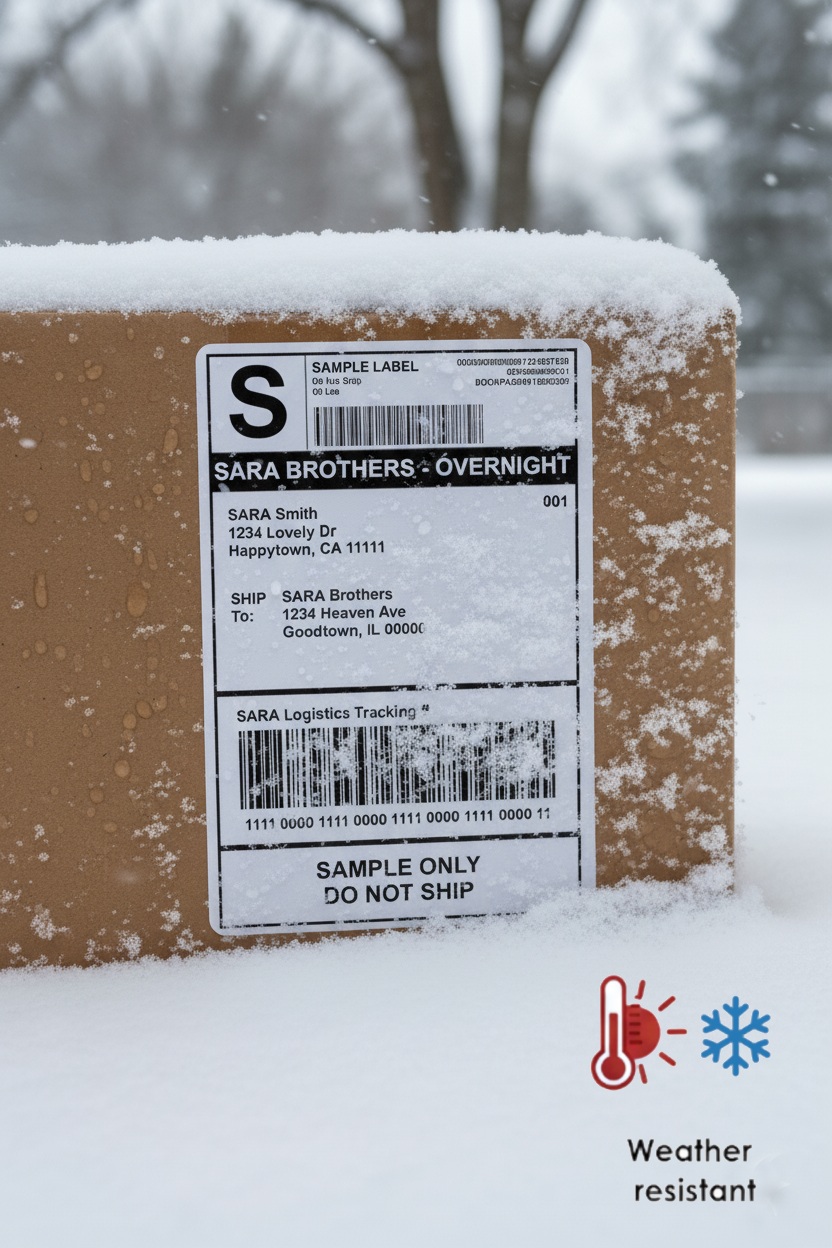 S
SAMPLE LABEL
SARA BROTHERS - OVERNIGHT
SARA Smith
001
1234 Lovely Dr
Happytown, CA 11111
SHIP SARA Brothers
To: 1234 Heaven Ave
Goodtown, IL 00000
SARA Logistics Tracking #
1111 0000 1111 0000 1111 0000 1111 0000 11
SAMPLE ONLY
DO NOT SHIP
Weather
resistant